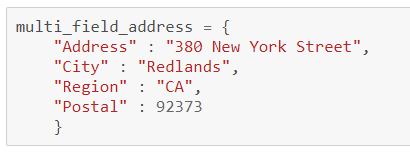 multi_field_address = {
    "Address" : "380 New York Street",
    "City" : "Redlands",
    "Region" : "CA",
    "Postal" : 92373
    }